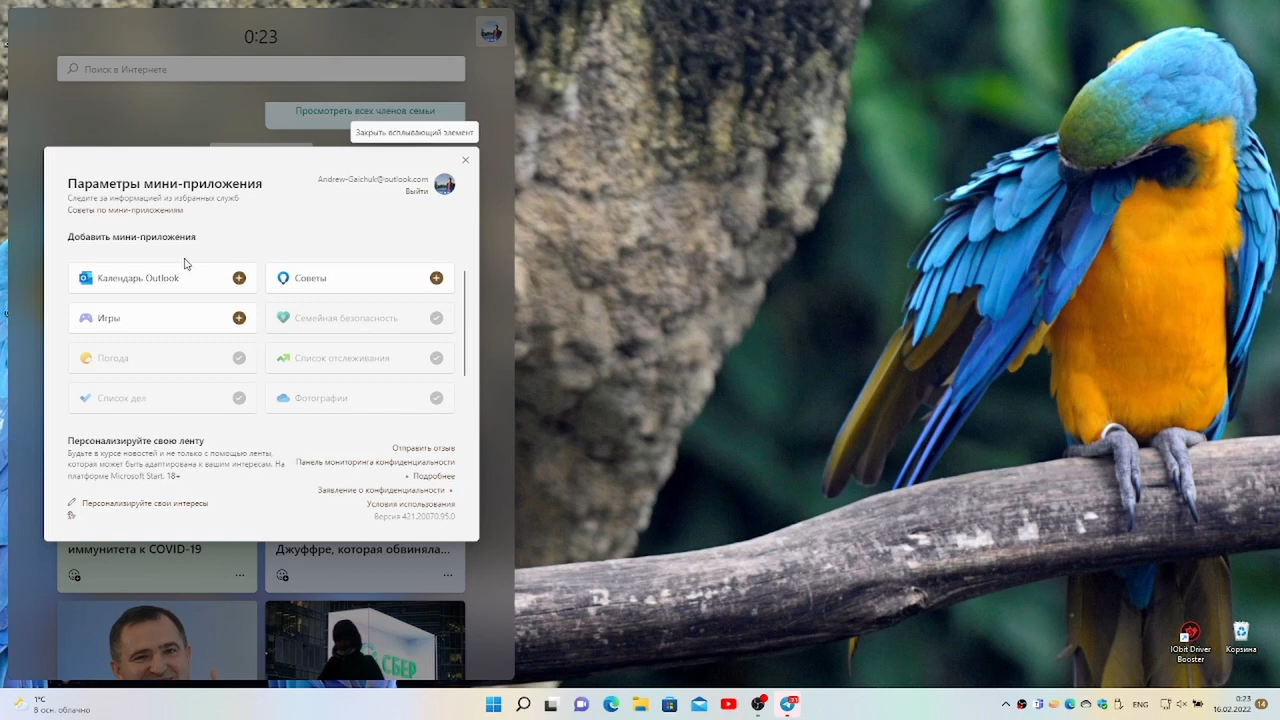 0:23
Поиск в Интернете
Просмотреть всех членов семьи
Закрыть всплывающий элемент
Параметры мини-приложения
Следите за информацией из избранных служб
Советы по мини-приложениям
Andrew-Gaichuk@outlook.com
Выйти
Добавить мини-приложения
Календарь Outlook
Советы
Игры
Семейная безопасность
Погода
Список отслеживания
Список дел
Фотографии
Персонализируйте свою ленту
Будьте в курсе новостей и не только с помощью ленты,
которая может быть адаптирована к вашим интересам. На
платформе Microsoft Start. 18+
Персонализируйте свои интересы
Отправить отзыв
Панель мониторинга конфиденциальности
• Подробнее
Заявление о конфиденциальности •
Условия использования
Версия 421.20070.95.0
иммунитета к COVID-19
Джуффре, которая обвиняла...
СБЕР
IObit Driver
Booster
Корзина
1°C
В осн. облачно
ENG
0:23
16.02.2022